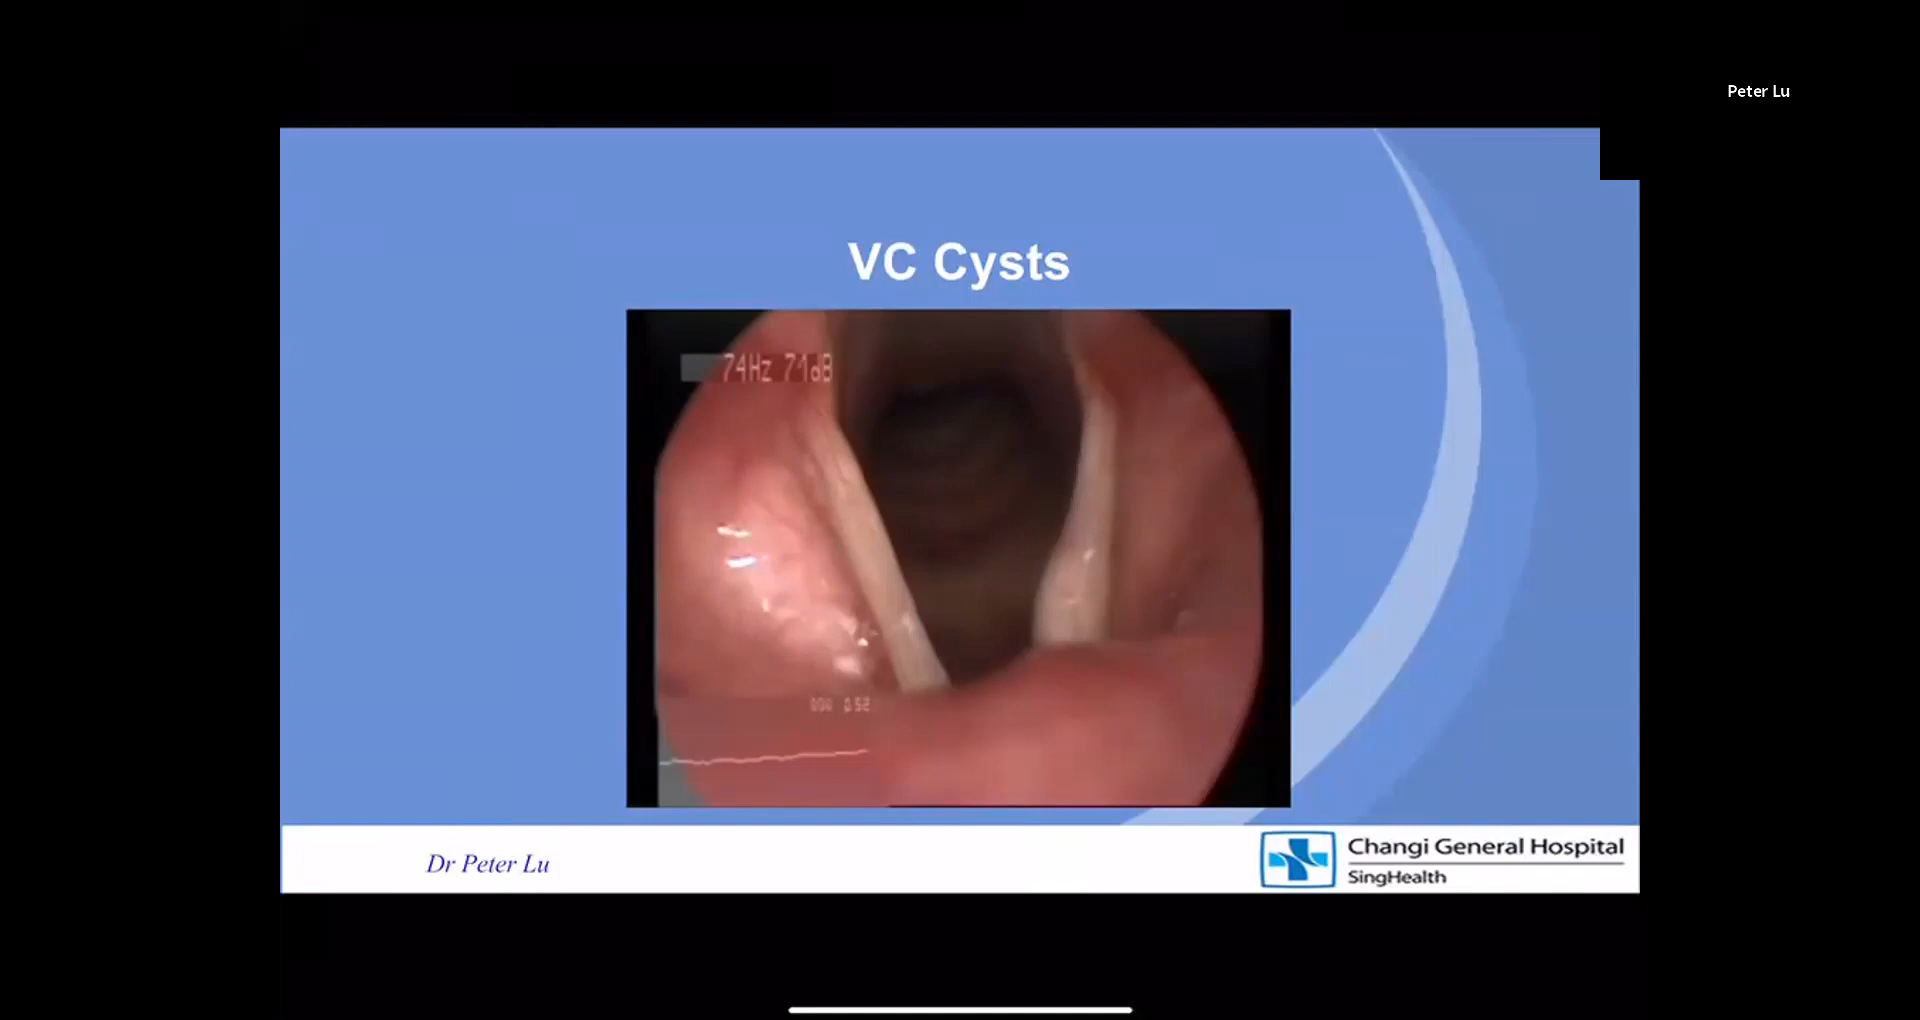 Peter Lu
VC Cysts
74Hz 71dB
Dr Peter Lu
Changi General Hospital
SingHealth